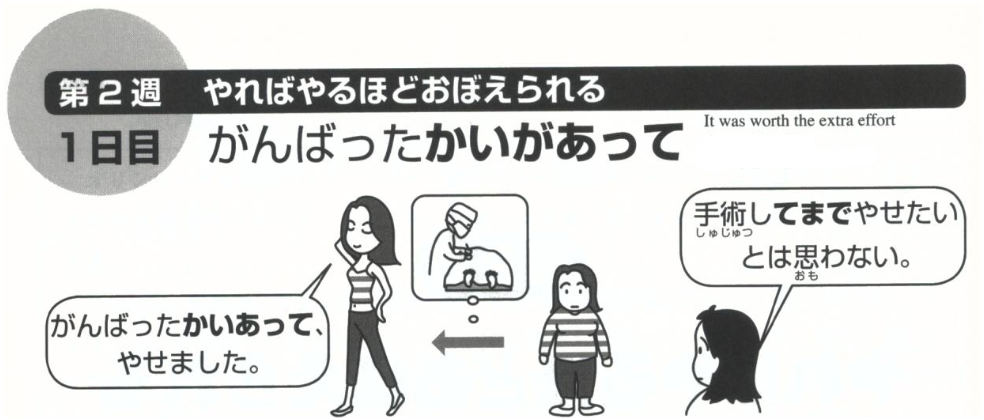 第2週 やればやるほどおぼえられる
1日目 がんばったかいがあって
It was worth the extra effort
手術してまでやせたい
しゅじゅつ
とは思わない。
おも
がんばったかいあって、
やせました。